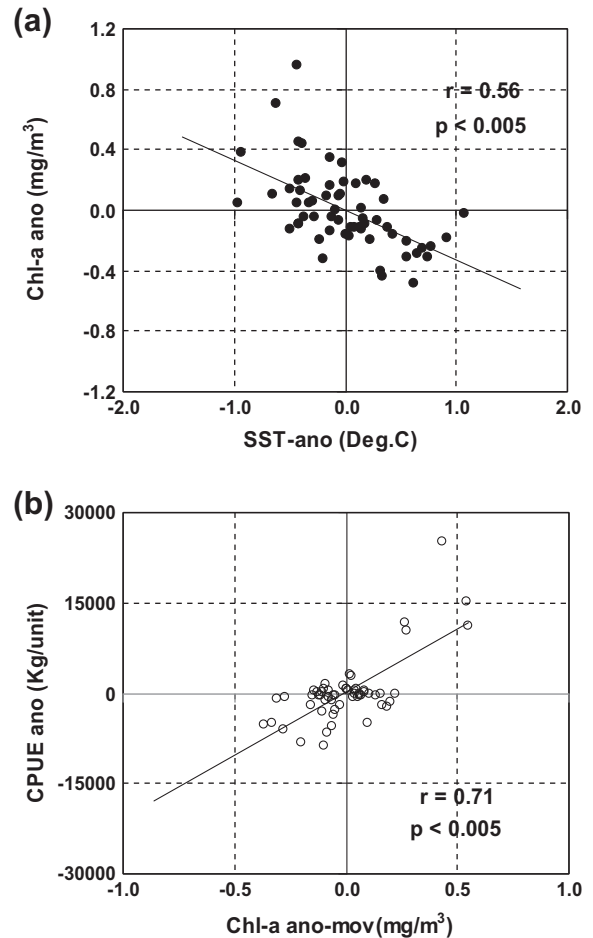 (a)
1.2
0.8
0.4
0.0
-0.4
-0.8
-1.2
Chl-a ano (mg/m³)
r = 0.56
p < 0.005
-2.0 -1.0 0.0 1.0 2.0
SST-ano (Deg.C)
(b)
30000
15000
0
-15000
-30000
CPUE ano (Kg/unit)
r = 0.71
p < 0.005
-1.0 -0.5 0.0 0.5 1.0
Chl-a ano-mov(mg/m³)